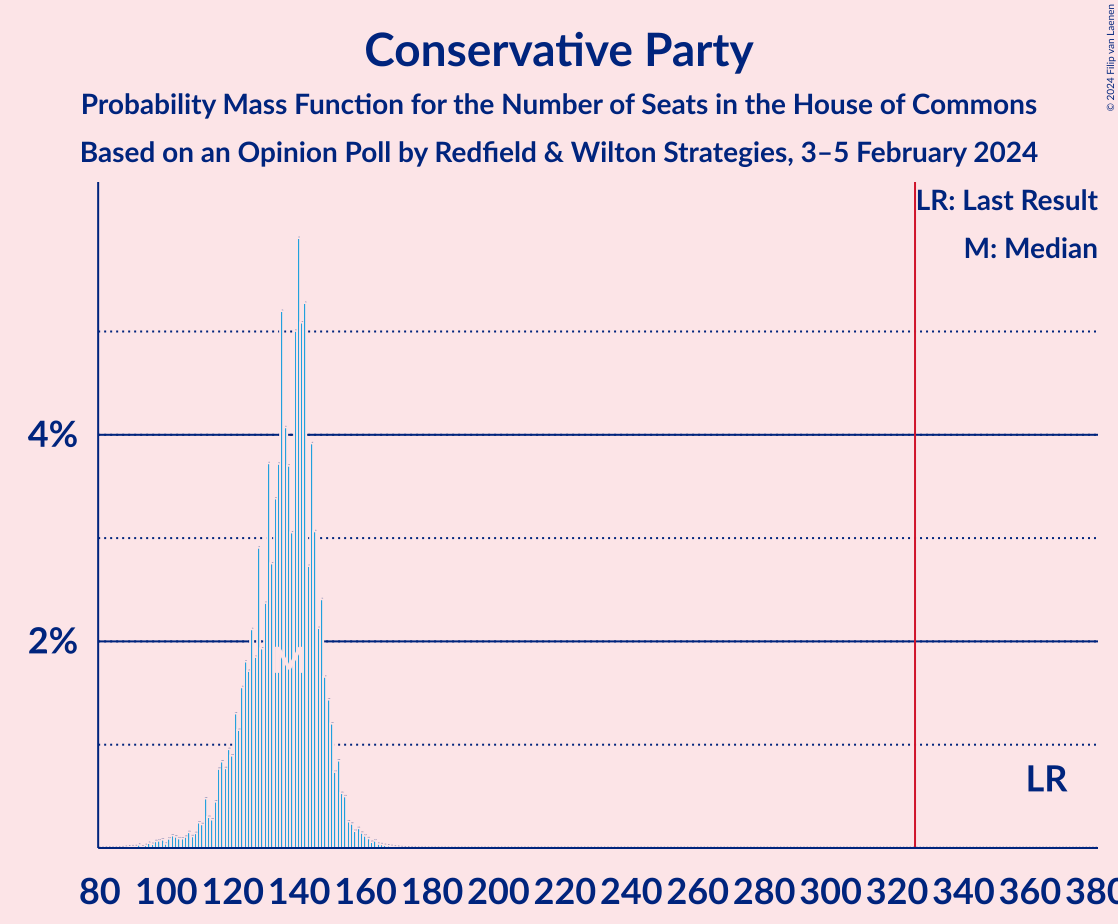 Conservative Party
Probability Mass Function for the Number of Seats in the House of Commons
Based on an Opinion Poll by Redfield & Wilton Strategies, 3–5 February 2024
© 2024 Filip van Laenen
LR: Last Result
M: Median
4%
2%
M
LR
80 100 120 140 160 180 200 220 240 260 280 300 320 340 360 380